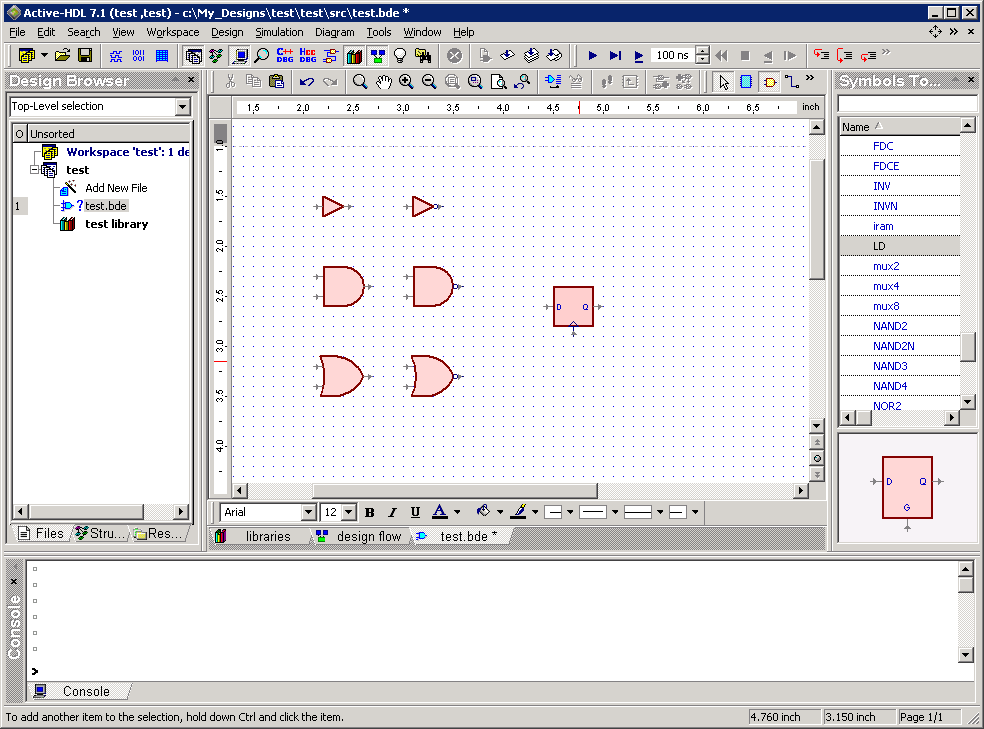 Active-HDL 7.1 (test ,test) - c:\My_Designs\test\test\src\test.bde *
File Edit Search View Workspace Design Simulation Diagram Tools Window Help
C++ DBG HCC DBG 100 ns
Design Browser
Top-Level selection
O Unsorted
Workspace 'test': 1 de
test
Add New File
1 ? test.bde
test library
Files Stru... Res...
1,5 2,0 2,5 3,0 3,5 4,0 4,5 5,0 5,5 6,0 6,5 inch
1,0
1,5
2,0
2,5
3,0
3,5
4,0
D Q
Arial 12 B I U A
libraries design flow test.bde *
Symbols To...
Name
FDC
FDCE
INV
INVN
iram
LD
mux2
mux4
mux8
NAND2
NAND2N
NAND3
NAND4
NOR2
D Q
G
Console
>
Console
To add another item to the selection, hold down Ctrl and click the item. 4.760 inch 3.150 inch Page 1/1